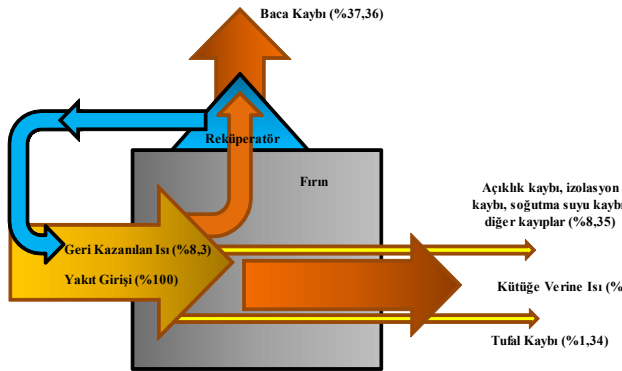 Baca Kaybı (%37,36)
Reküperatör
Fırın
Açıklık kaybı, izolasyon
kaybı, soğutma suyu kaybı
diğer kayıplar (%8,35)
Geri Kazanılan Isı (%8,3)
Yakıt Girişi (%100)
Kütüğe Verine Isı (%
Tufal Kaybı (%1,34)